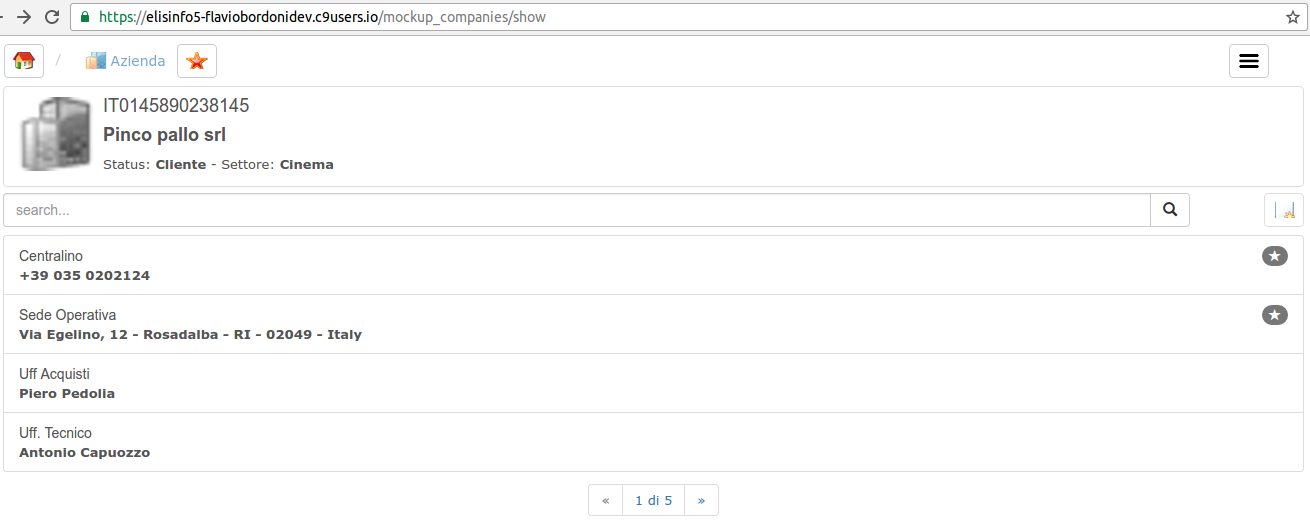 https://elisinfo5-flaviobordonidev.c9users.io/mockup_companies/show
/ Azienda
IT0145890238145
Pinco pallo srl
Status: Cliente - Settore: Cinema
search...
Centralino
+39 035 0202124
Sede Operativa
Via Egelino, 12 - Rosadalba - RI - 02049 - Italy
Uff Acquisti
Piero Pedolia
Uff. Tecnico
Antonio Capuozzo
« 1 di 5 »